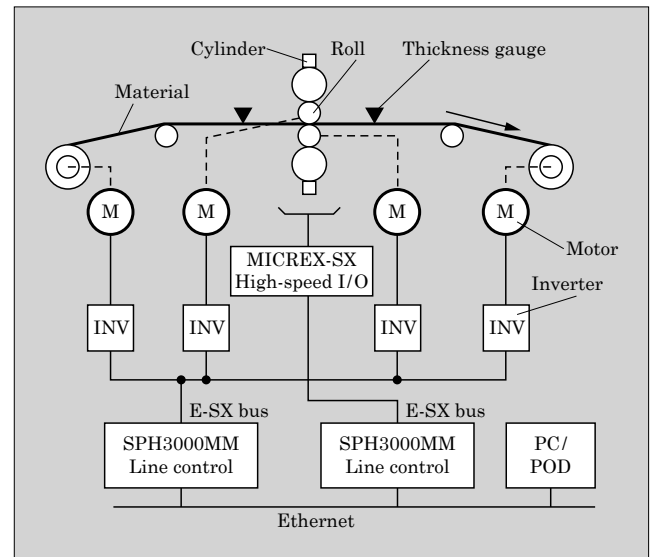 Cylinder
Roll
Thickness gauge
Material
M
M
M
M
Motor
MICREX-SX
High-speed I/O
Inverter
INV
INV
INV
INV
E-SX bus
E-SX bus
SPH3000MM
Line control
SPH3000MM
Line control
PC/
POD
Ethernet